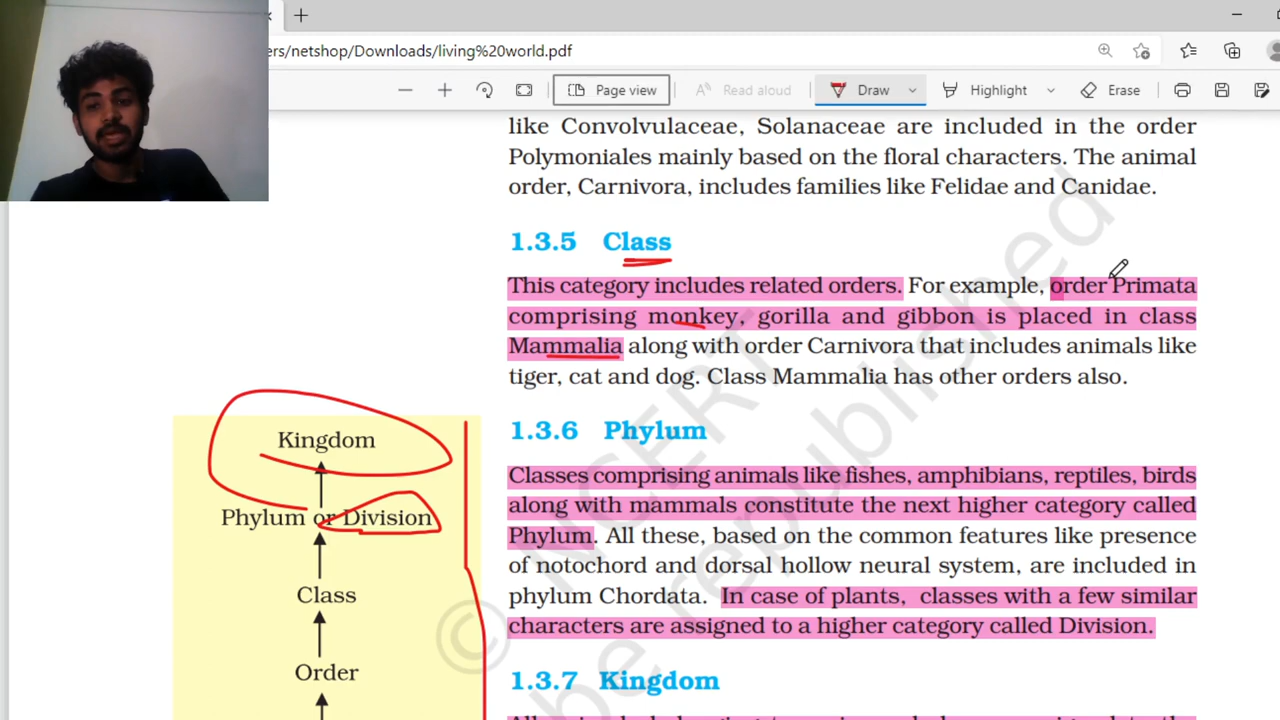 ers/netshop/Downloads/living%20world.pdf
Page view
Read aloud
Draw
Highlight
Erase
like Convolvulaceae, Solanaceae are included in the order
Polymoniales mainly based on the floral characters. The animal
order, Carnivora, includes families like Felidae and Canidae.
1.3.5 Class
This category includes related orders. For example, order Primata
comprising monkey, gorilla and gibbon is placed in class
Mammalia along with order Carnivora that includes animals like
tiger, cat and dog. Class Mammalia has other orders also.
1.3.6 Phylum
Classes comprising animals like fishes, amphibians, reptiles, birds
along with mammals constitute the next higher category called
Phylum. All these, based on the common features like presence
of notochord and dorsal hollow neural system, are included in
phylum Chordata. In case of plants, classes with a few similar
characters are assigned to a higher category called Division.
1.3.7 Kingdom
Kingdom
Phylum or Division
Class
Order
© NCERT
be republished